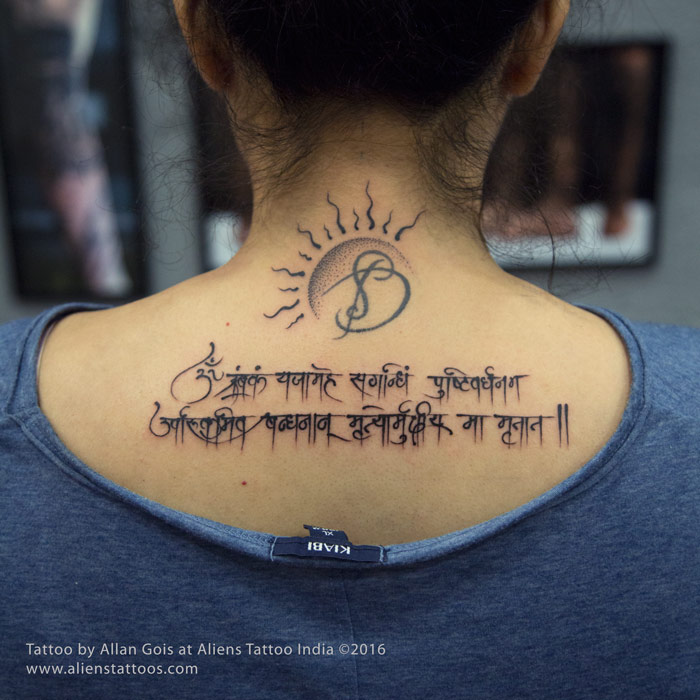 ॐ त्र्यंबकं यजामहे सुगन्धिं पुष्टिवर्धनम
उर्वारुकमिव बन्धनान् मृत्योर्मुक्षीय मा मृतात ॥
XL
KIABI
Tattoo by Allan Gois at Aliens Tattoo India ©2016
www.alienstattoos.com